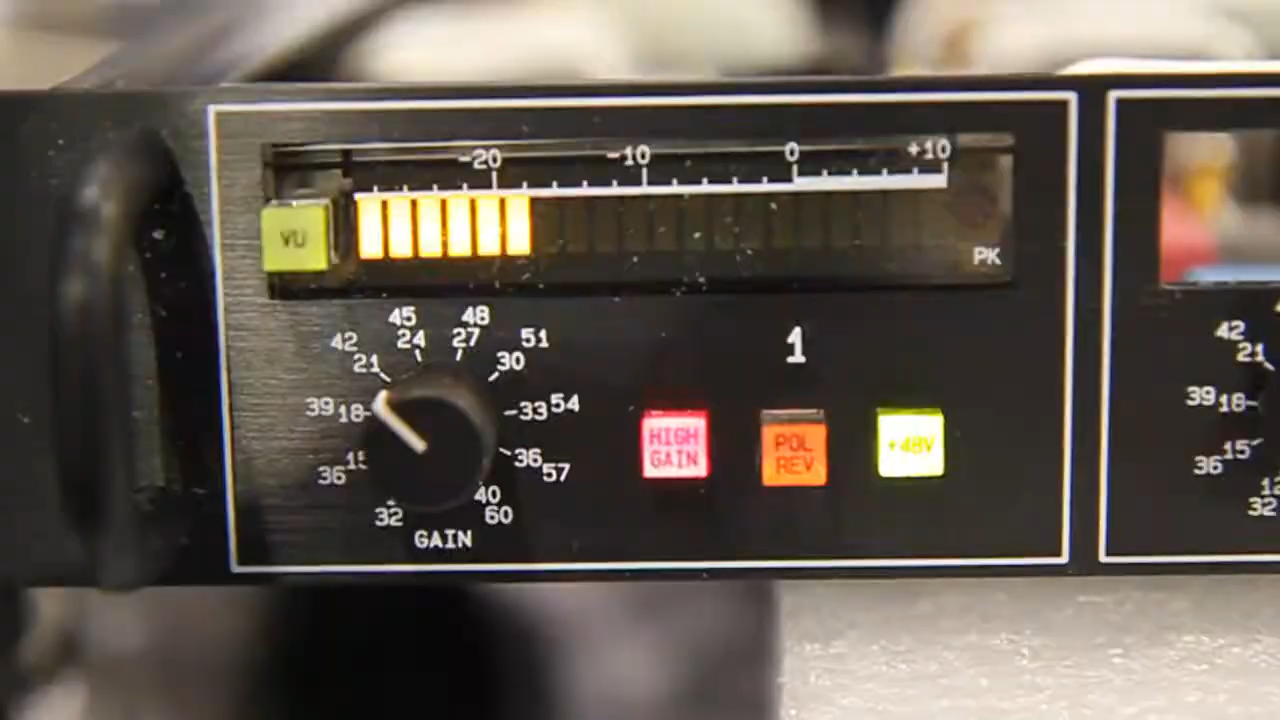 -20 -10 0 +10
VU
PK
45 48
42 24 27 51
21 30
39 18 33 54
36 36
57
40
32 60
GAIN
1
HIGH
GAIN
POL
REV
+48V
42
21
39 18
15
36
32